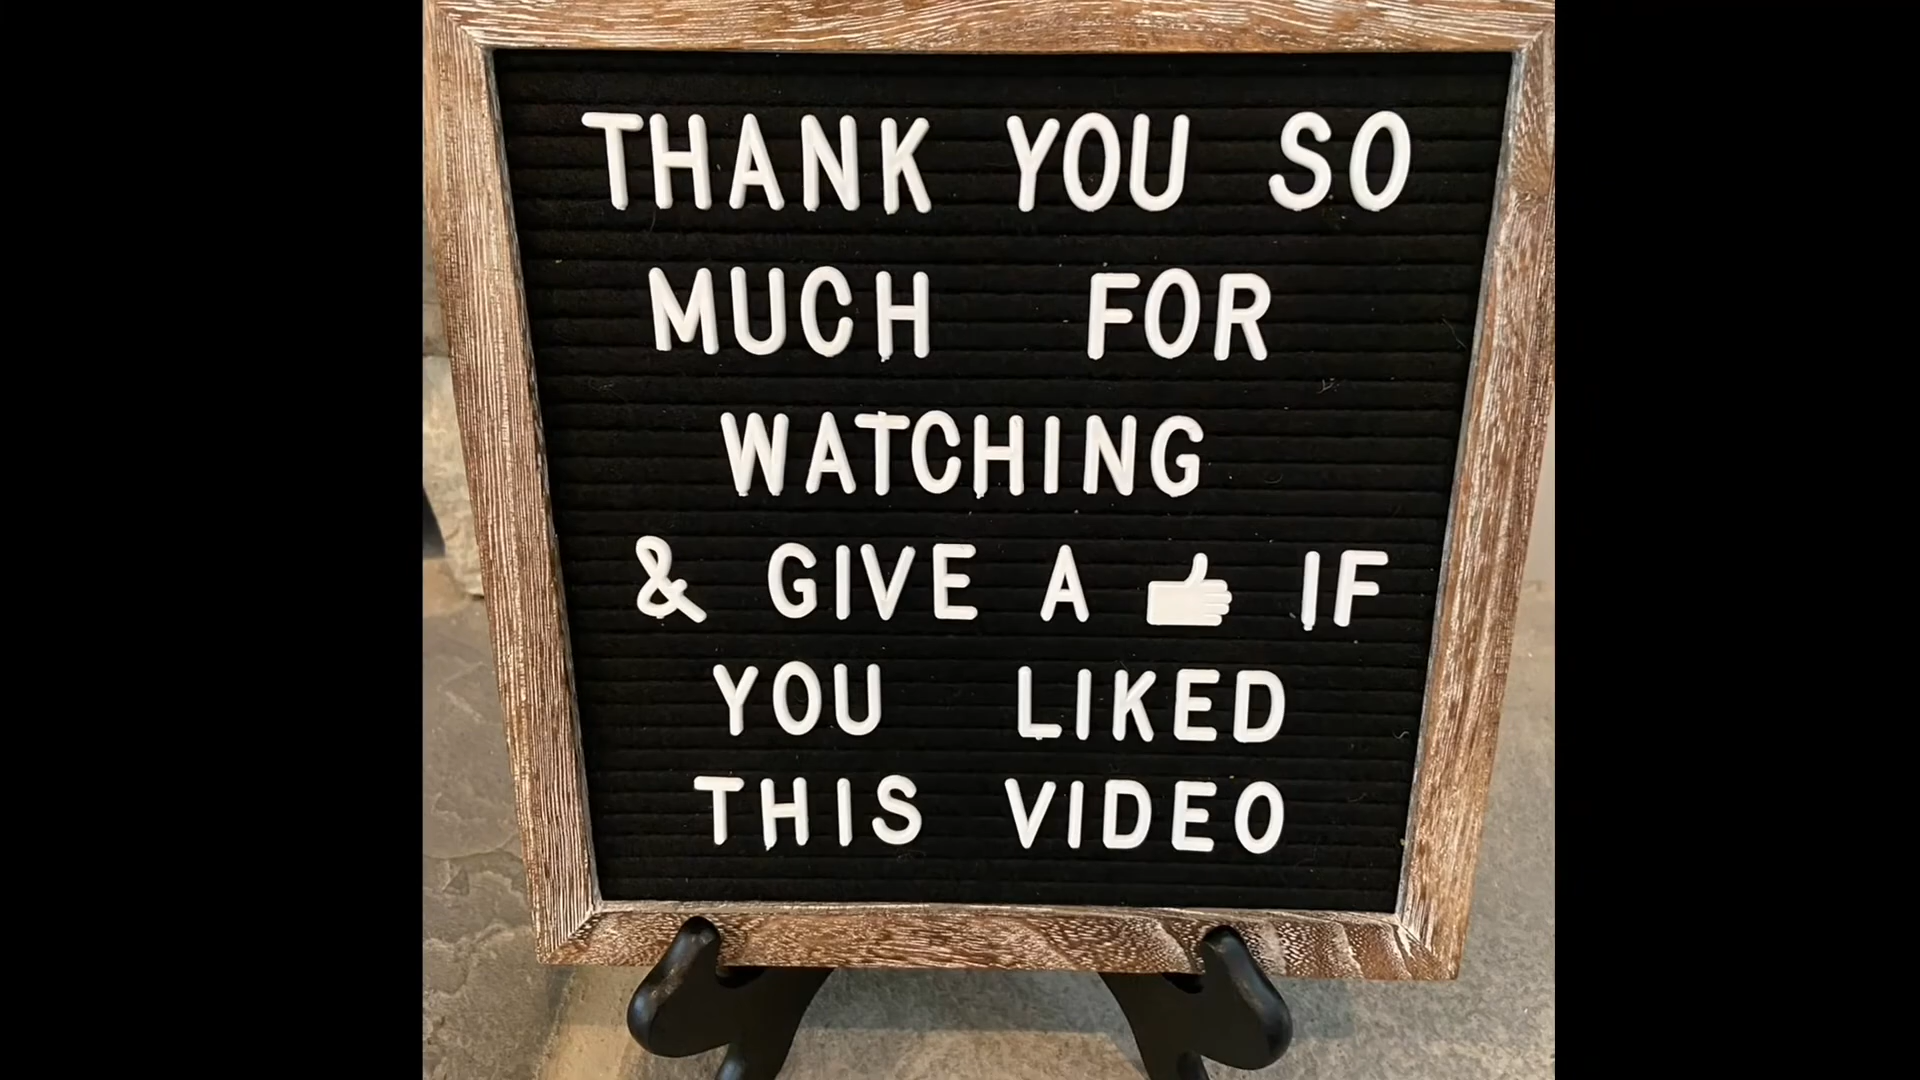 THANK YOU SO
MUCH FOR
WATCHING
& GIVE A 👍 IF
YOU LIKED
THIS VIDEO